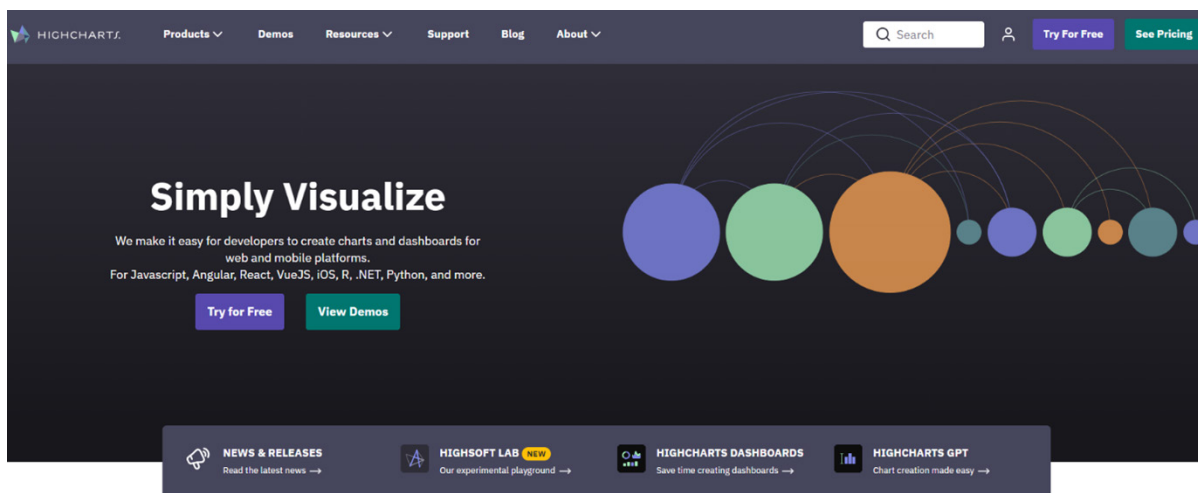 HIGHCHARTS.
Products
Demos
Resources
Support
Blog
About
Search
Try For Free
See Pricing
Simply Visualize
We make it easy for developers to create charts and dashboards for
web and mobile platforms.
For Javascript, Angular, React, VueJS, iOS, R, .NET, Python, and more.
Try for Free
View Demos
NEWS & RELEASES
Read the latest news →
HIGHSOFT LAB NEW
Our experimental playground →
HIGHCHARTS DASHBOARDS
Save time creating dashboards →
HIGHCHARTS GPT
Chart creation made easy →